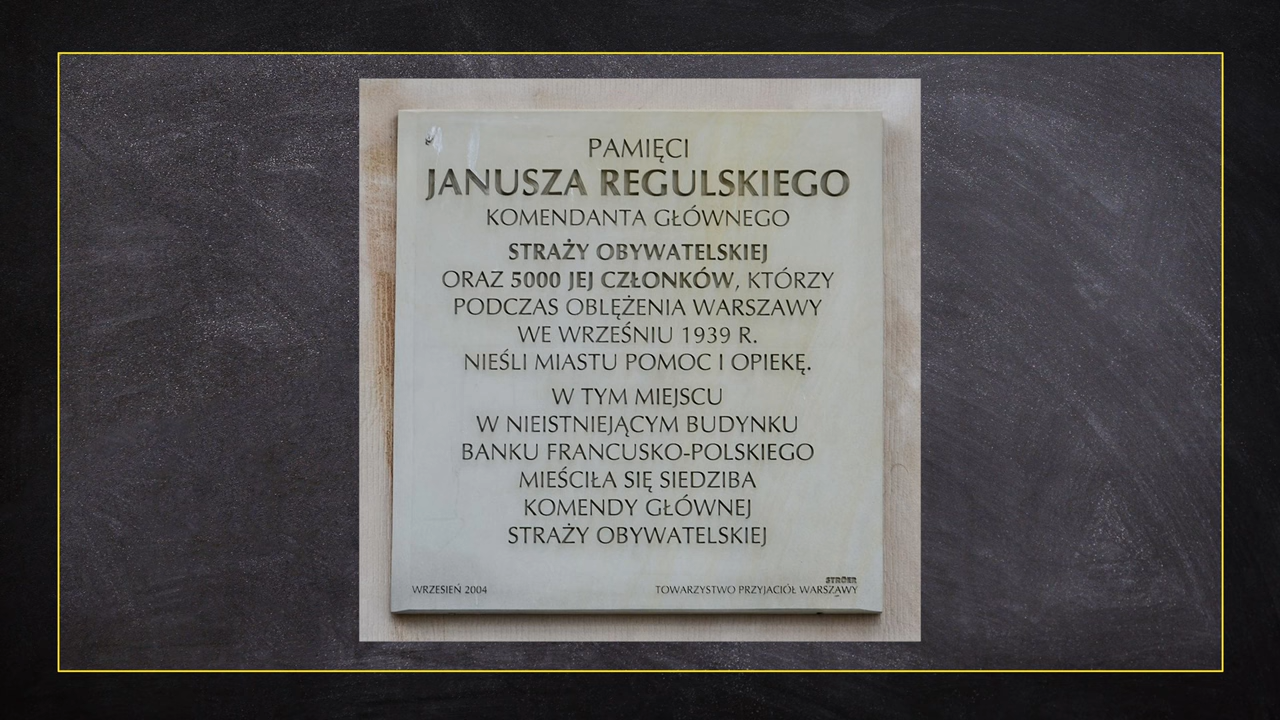 PAMIĘCI
JANUSZA REGULSKIEGO
KOMENDANTA GŁÓWNEGO
STRAŻY OBYWATELSKIEJ
ORAZ 5000 JEJ CZŁONKÓW, KTÓRZY
PODCZAS OBLĘŻENIA WARSZAWY
WE WRZEŚNIU 1939 R.
NIEŚLI MIASTU POMOC I OPIEKĘ.
W TYM MIEJSCU
W NIEISTNIEJĄCYM BUDYNKU
BANKU FRANCUSKO-POLSKIEGO
MIEŚCIŁA SIĘ SIEDZIBA
KOMENDY GŁÓWNEJ
STRAŻY OBYWATELSKIEJ
STRÖER
WRZESIEŃ 2004 TOWARZYSTWO PRZYJACIÓŁ WARSZAWY